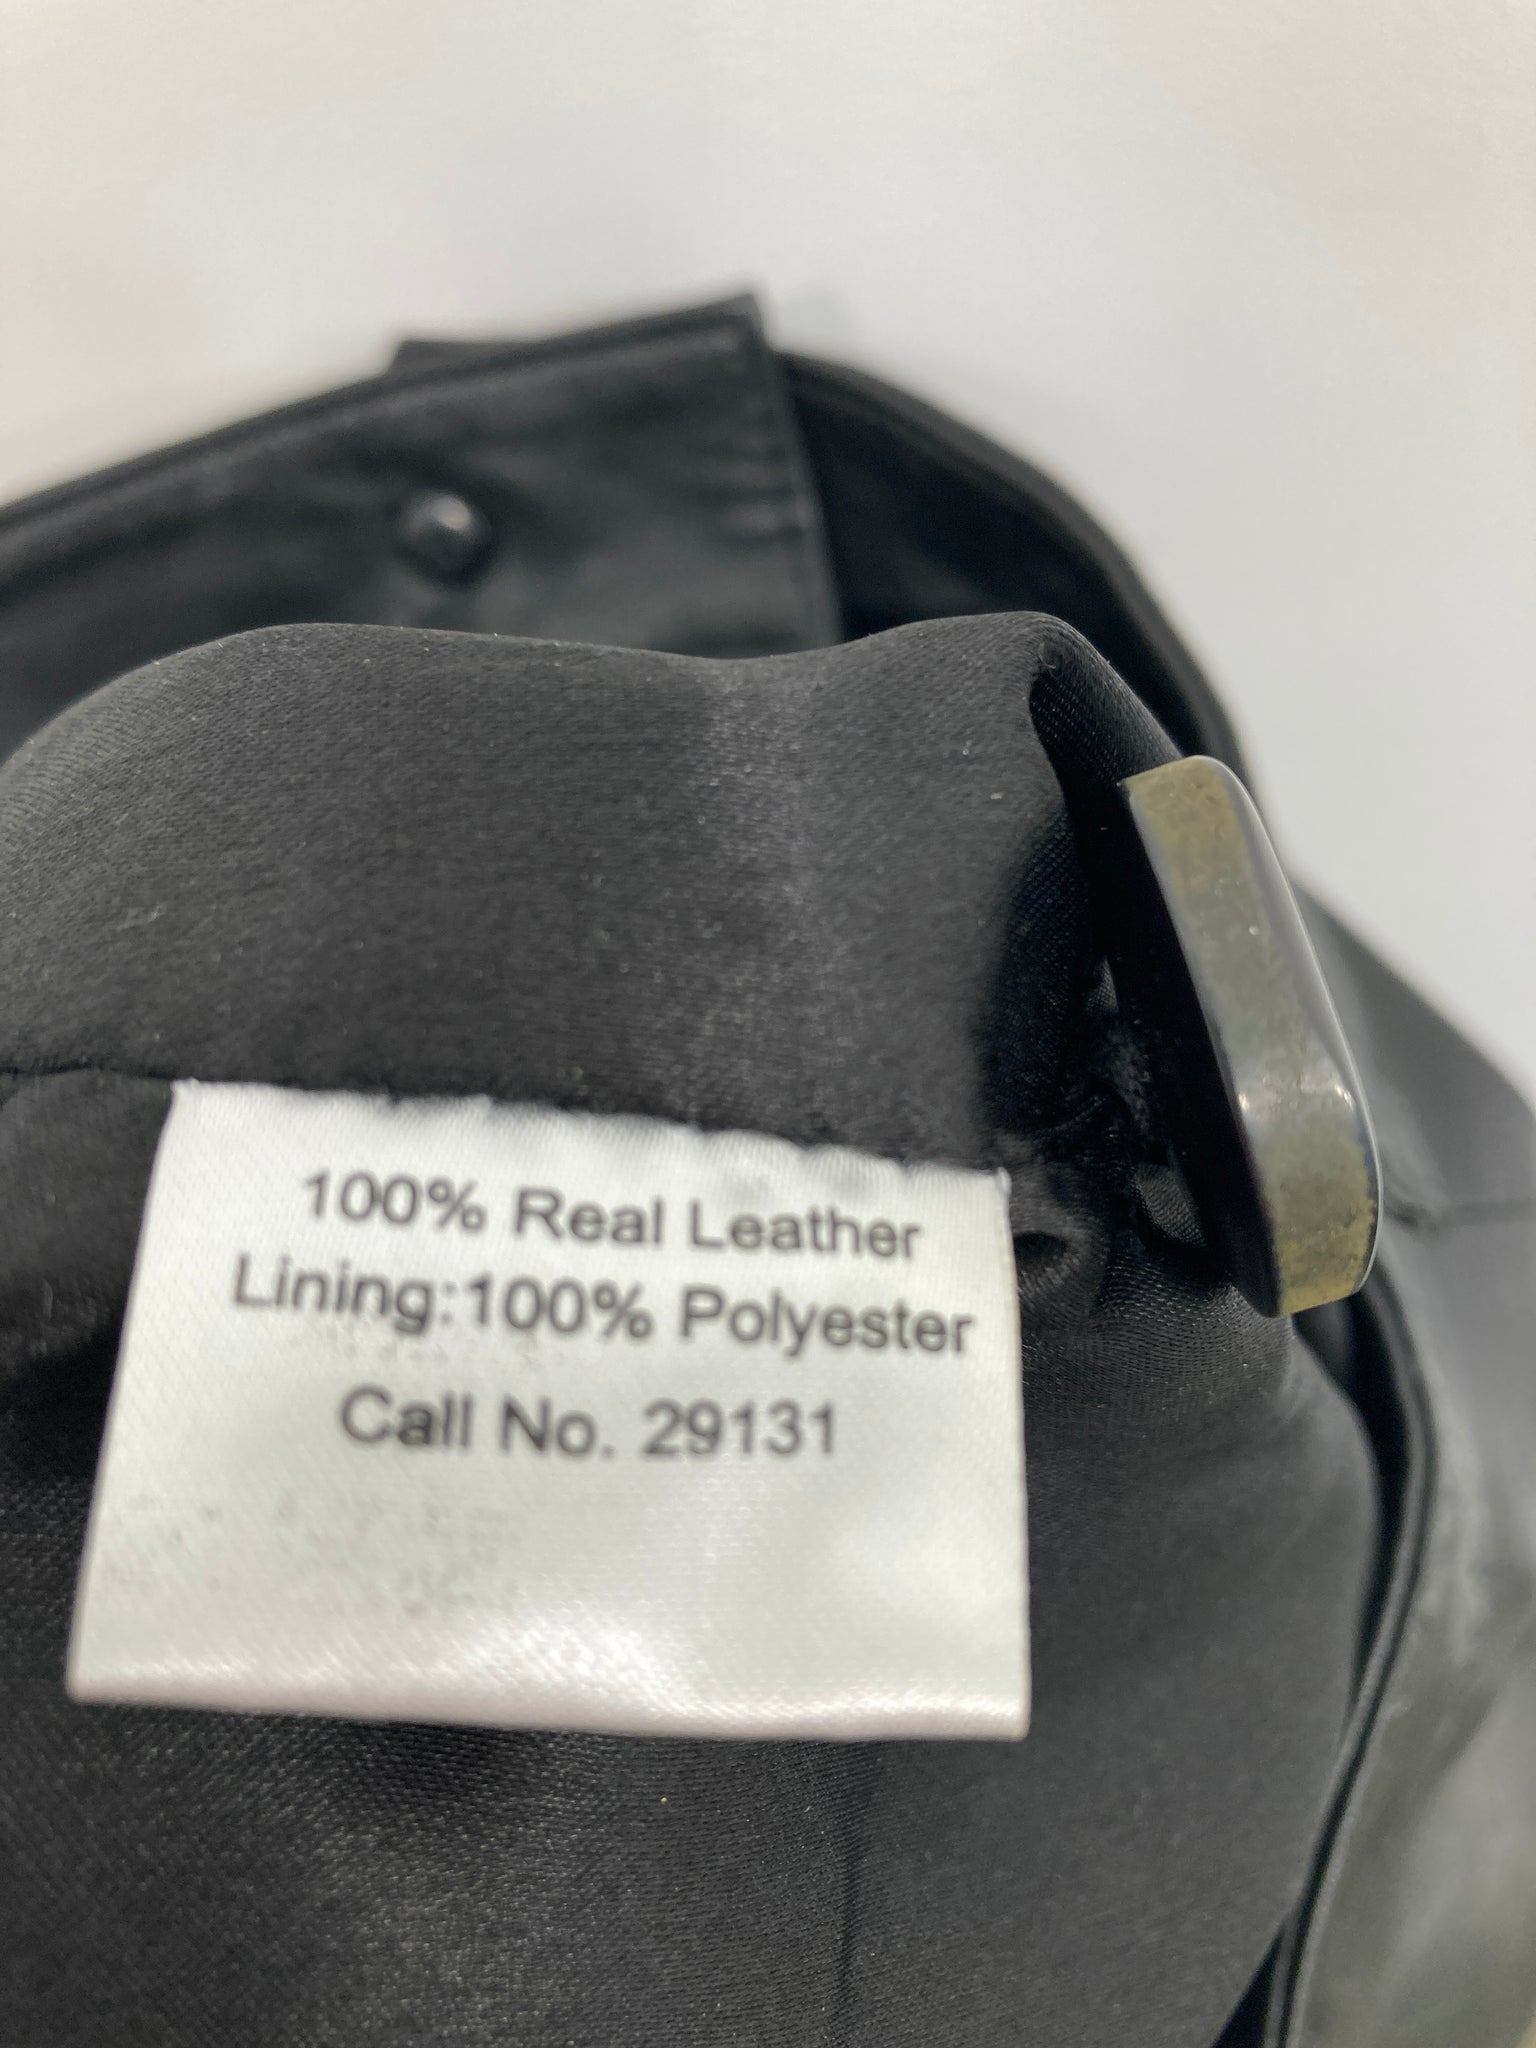 100% Real Leather
Lining:100% Polyester
Call No. 29131